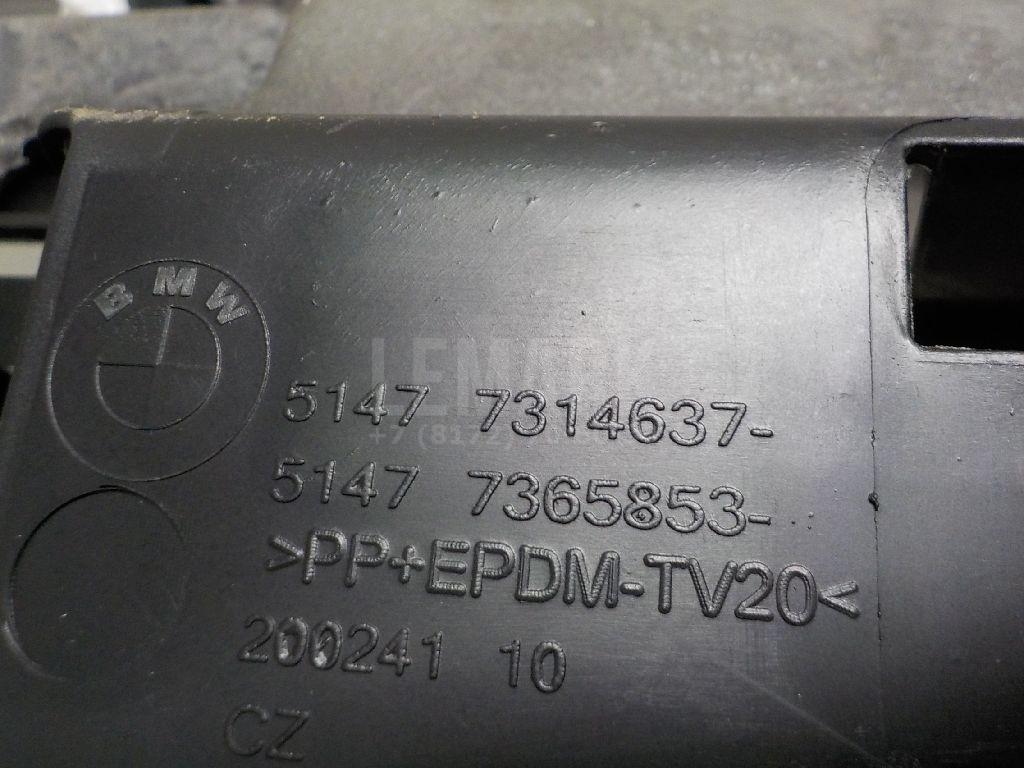 BMW
5147 7314637-
5147 7365853-
>PP+EPDM-TV20<
200241 10
CZ